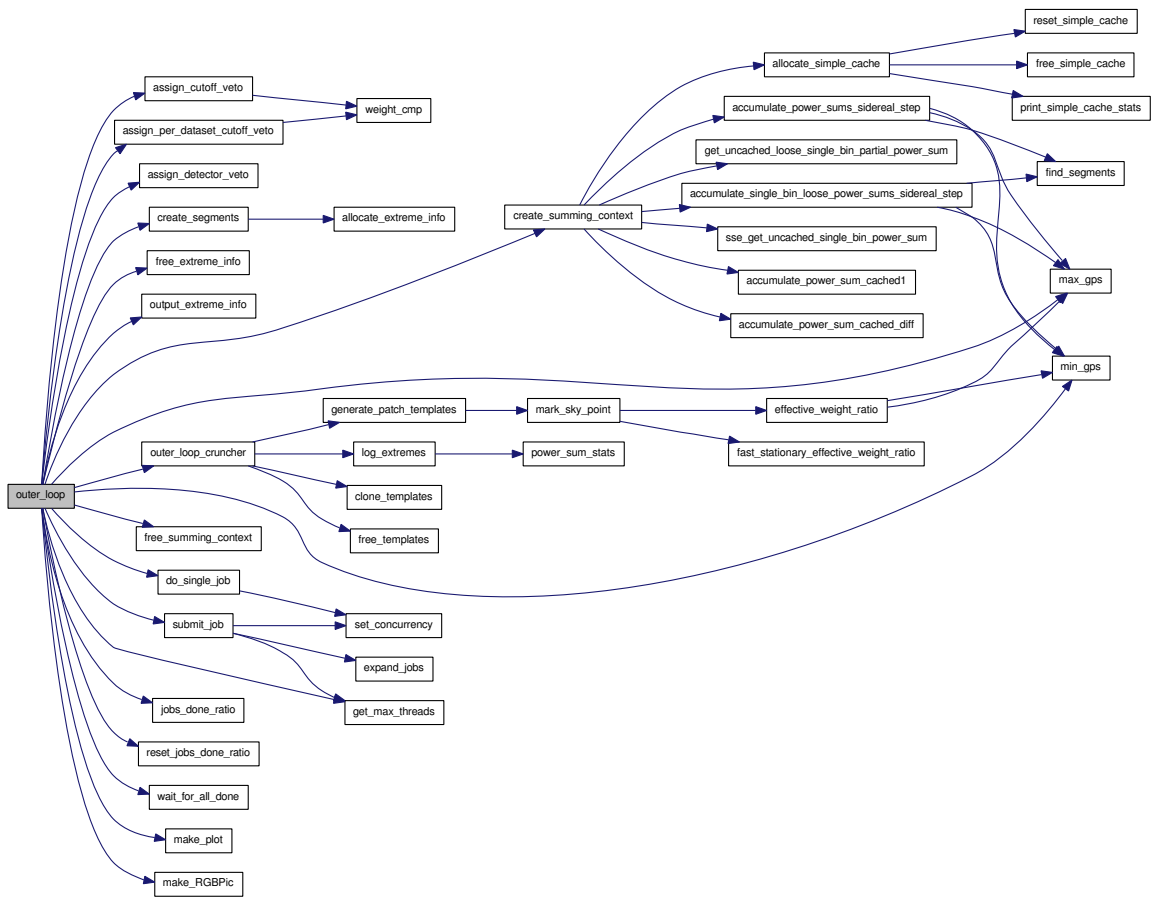 reset_simple_cache
allocate_simple_cache
free_simple_cache
assign_cutoff_veto
accumulate_power_sums_sidereal_step
print_simple_cache_stats
weight_cmp
assign_per_dataset_cutoff_veto
get_uncached_loose_single_bin_partial_power_sum
assign_detector_veto
find_segments
accumulate_single_bin_loose_power_sums_sidereal_step
create_segments
allocate_extreme_info
create_summing_context
sse_get_uncached_single_bin_power_sum
free_extreme_info
accumulate_power_sum_cached1
max_gps
output_extreme_info
accumulate_power_sum_cached_diff
min_gps
generate_patch_templates
mark_sky_point
effective_weight_ratio
outer_loop_cruncher
log_extremes
power_sum_stats
fast_stationary_effective_weight_ratio
outer_loop
clone_templates
free_summing_context
free_templates
do_single_job
submit_job
set_concurrency
expand_jobs
jobs_done_ratio
get_max_threads
reset_jobs_done_ratio
wait_for_all_done
make_plot
make_RGBPic